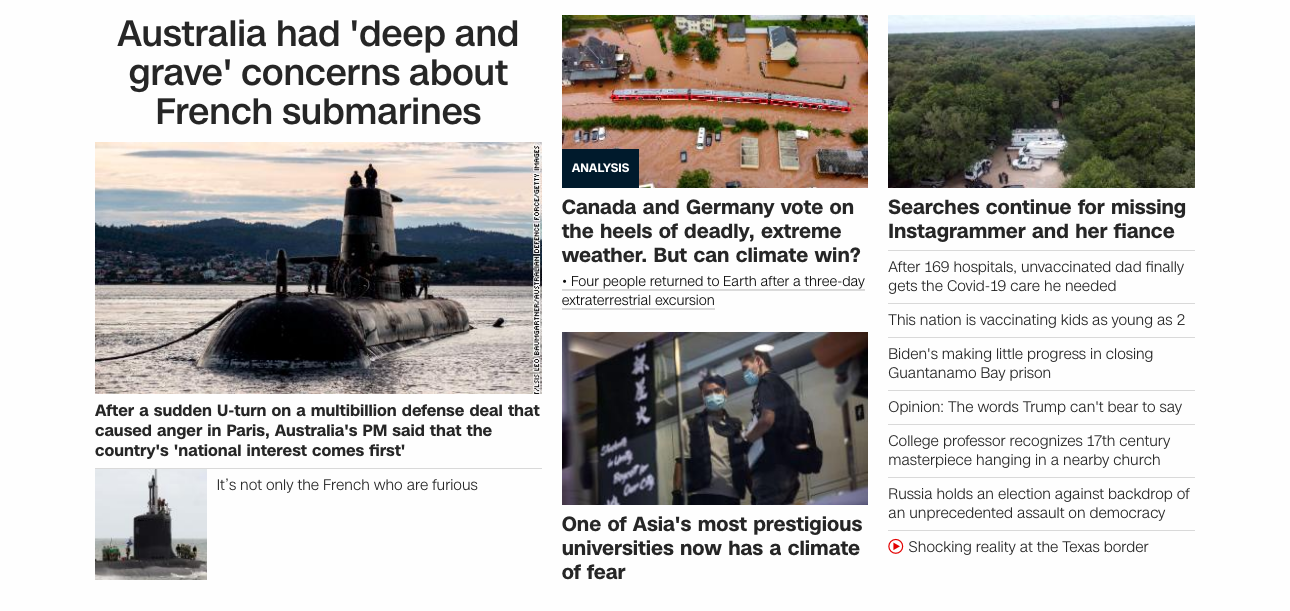 Australia had 'deep and
grave' concerns about
French submarines
LSIS LEO BAUMGARTNER/AUSTRALIAN DEFENCE FORCE/GETTY IMAGES
After a sudden U-turn on a multibillion defense deal that
caused anger in Paris, Australia's PM said that the
country's 'national interest comes first'
It's not only the French who are furious
ANALYSIS
Canada and Germany vote on
the heels of deadly, extreme
weather. But can climate win?
• Four people returned to Earth after a three-day
extraterrestrial excursion
One of Asia's most prestigious
universities now has a climate
of fear
Searches continue for missing
Instagrammer and her fiance
After 169 hospitals, unvaccinated dad finally
gets the Covid-19 care he needed
This nation is vaccinating kids as young as 2
Biden's making little progress in closing
Guantanamo Bay prison
Opinion: The words Trump can't bear to say
College professor recognizes 17th century
masterpiece hanging in a nearby church
Russia holds an election against backdrop of
an unprecedented assault on democracy
Shocking reality at the Texas border